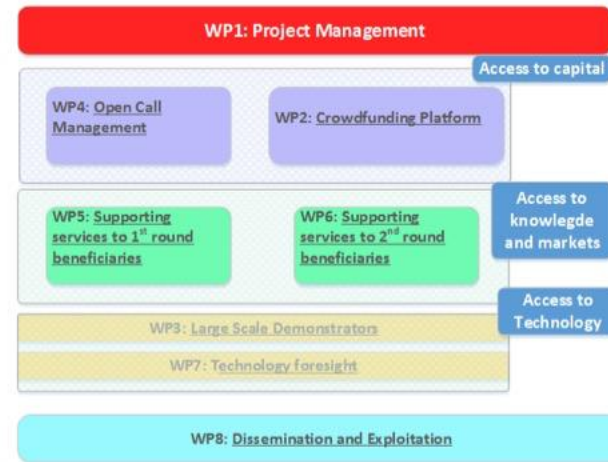 WP1: Project Management
Access to capital
WP4: Open Call
Management
WP2: Crowdfunding Platform
Access to
knowlegde
and markets
WP5: Supporting
services to 1st round
beneficiaries
WP6: Supporting
services to 2nd round
beneficiaries
Access to
Technology
WP3: Large Scale Demonstrators
WP7: Technology foresight
WP8: Dissemination and Exploitation